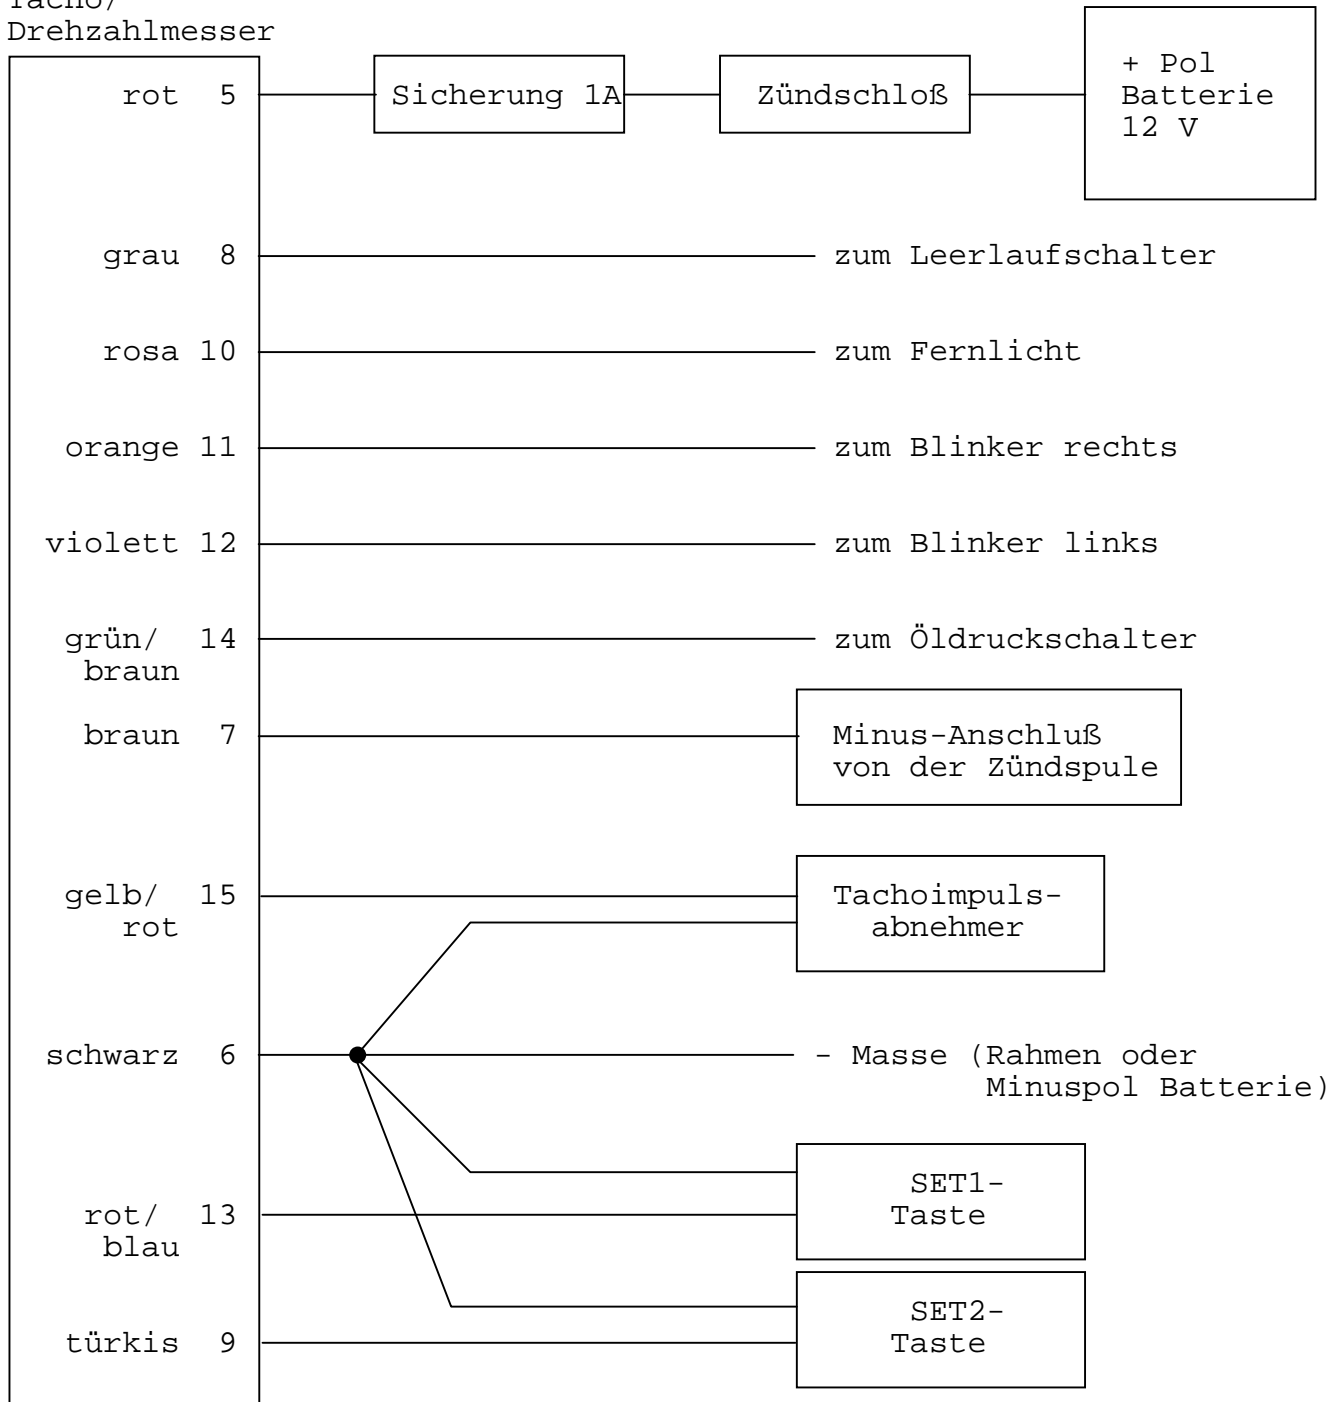 Tacho/
Drehzahlmesser
rot 5
Sicherung 1A
Zündschloß
+ Pol
Batterie
12 V
grau 8
zum Leerlaufschalter
rosa 10
zum Fernlicht
orange 11
zum Blinker rechts
violett 12
zum Blinker links
grün/ 14
braun
zum Öldruckschalter
braun 7
Minus-Anschluß
von der Zündspule
gelb/ 15
rot
Tachoimpuls-
abnehmer
schwarz 6
- Masse (Rahmen oder
Minuspol Batterie)
rot/ 13
blau
SET1-
Taste
türkis 9
SET2-
Taste